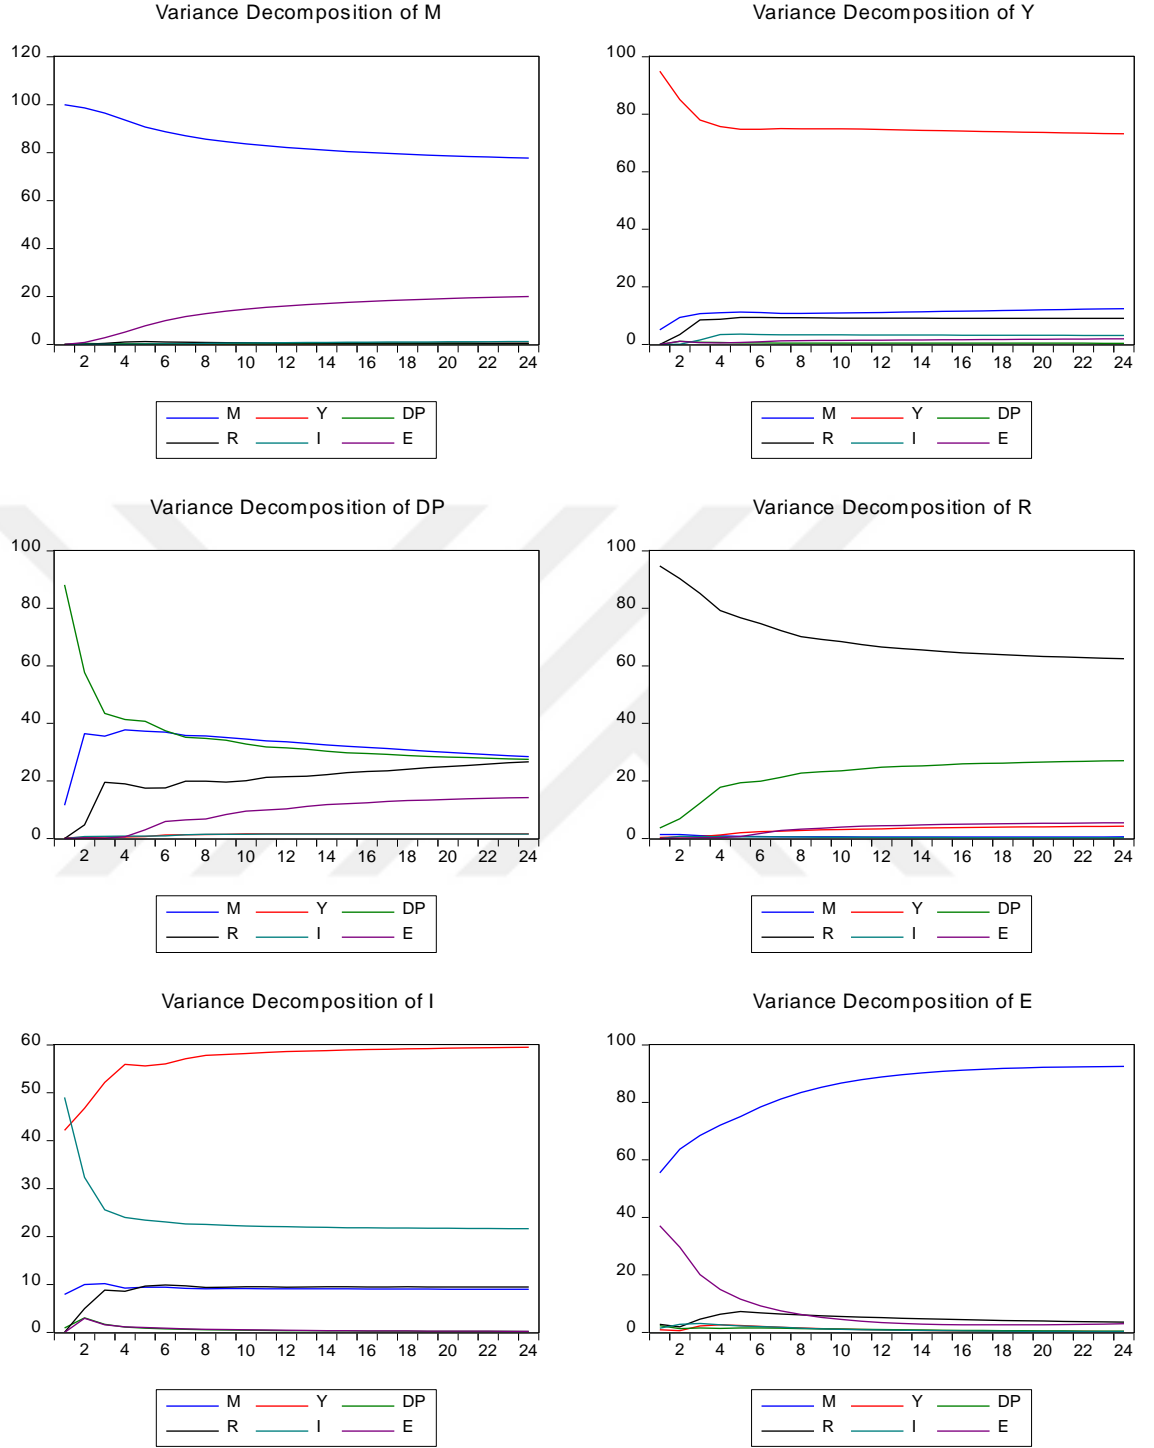 Variance Decomposition of M
120
100
80
60
40
20
0
2 4 6 8 10 12 14 16 18 20 22 24
M Y DP
R I E
Variance Decomposition of Y
100
80
60
40
20
0
2 4 6 8 10 12 14 16 18 20 22 24
M Y DP
R I E
Variance Decomposition of DP
100
80
60
40
20
0
2 4 6 8 10 12 14 16 18 20 22 24
M Y DP
R I E
Variance Decomposition of R
100
80
60
40
20
0
2 4 6 8 10 12 14 16 18 20 22 24
M Y DP
R I E
Variance Decomposition of I
60
50
40
30
20
10
0
2 4 6 8 10 12 14 16 18 20 22 24
M Y DP
R I E
Variance Decomposition of E
100
80
60
40
20
0
2 4 6 8 10 12 14 16 18 20 22 24
M Y DP
R I E